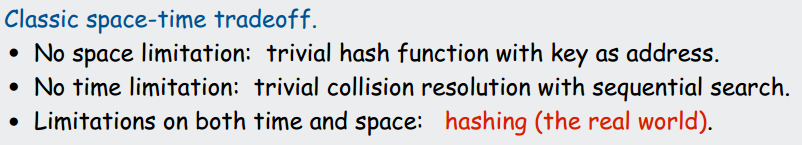 Classic space-time tradeoff.
• No space limitation: trivial hash function with key as address.
• No time limitation: trivial collision resolution with sequential search.
• Limitations on both time and space: hashing (the real world).